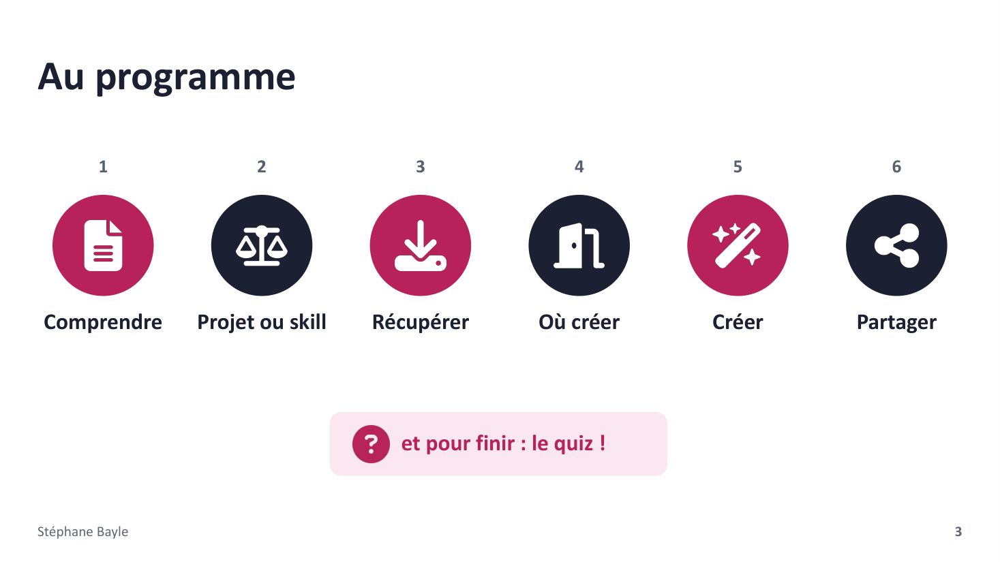 Au programme
1 2 3 4 5 6
Comprendre Projet ou skill Récupérer Où créer Créer Partager
? et pour finir : le quiz !
Stéphane Bayle 3